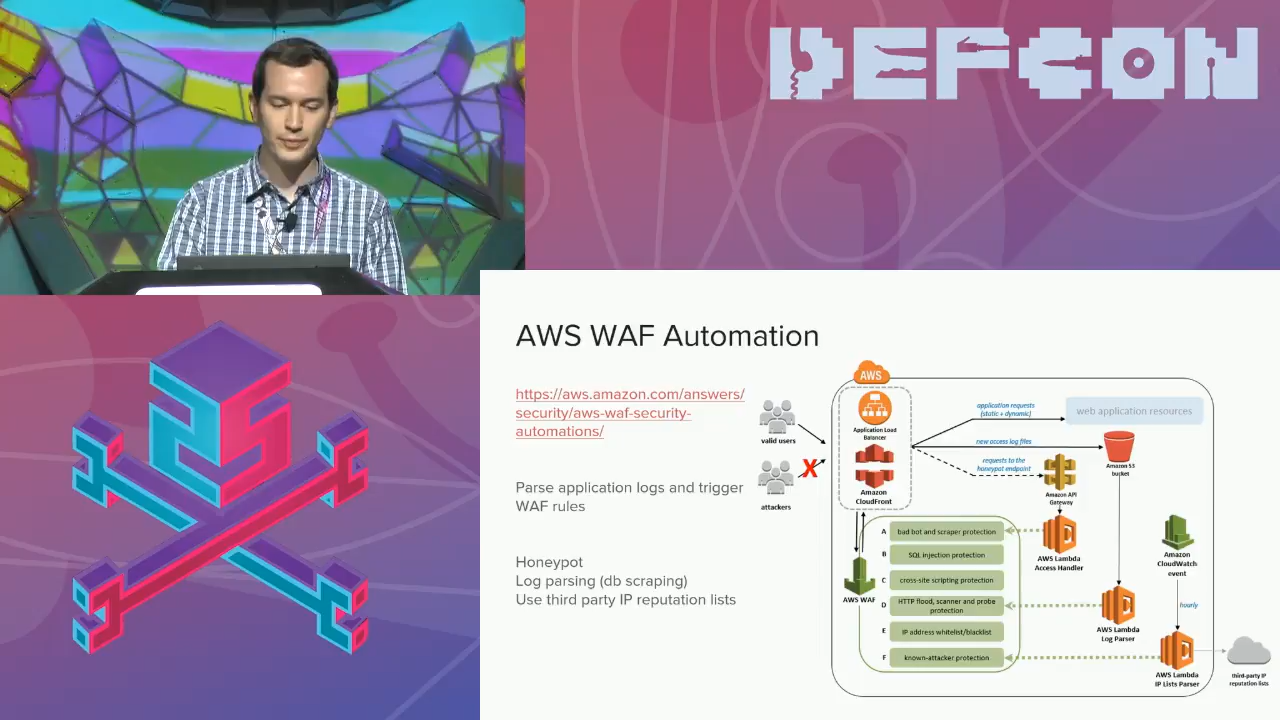 DEFCON
AWS WAF Automation
https://aws.amazon.com/answers/
security/aws-waf-security-
automations/
Parse application logs and trigger
WAF rules
Honeypot
Log parsing (db scraping)
Use third party IP reputation lists
AWS
Application Load
Balancer
Amazon
CloudFront
valid users
X
attackers
application requests
(static + dynamic)
web application resources
new access log files
Amazon S3
bucket
requests to the
honeypot endpoint
Amazon API
Gateway
AWS WAF
A bad bot and scraper protection
B SQL injection protection
C cross-site scripting protection
D HTTP flood, scanner and probe
protection
E IP address whitelist/blacklist
F known-attacker protection
AWS Lambda
Access Handler
Amazon
CloudWatch
event
AWS Lambda
Log Parser
hourly
AWS Lambda
IP Lists Parser
third-party IP
reputation lists